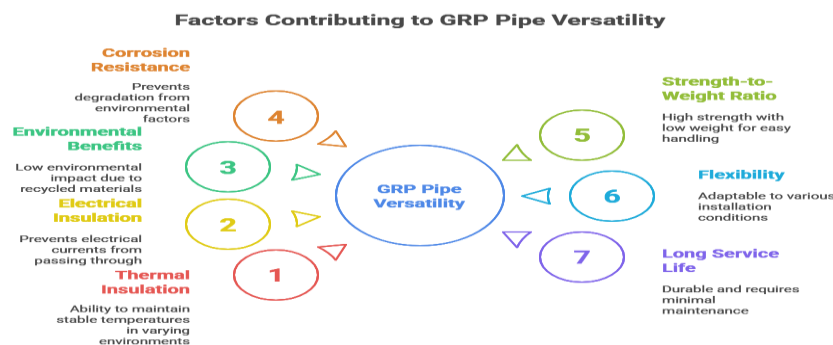 Factors Contributing to GRP Pipe Versatility
Corrosion
Resistance
Prevents
degradation from
environmental
factors
4
Environmental
Benefits
Low environmental
impact due to
recycled materials
3
Electrical
Insulation
Prevents electrical
currents from
passing through
2
Thermal
Insulation
Ability to maintain
stable temperatures
in varying
environments
1
GRP Pipe
Versatility
5
Strength-to-
Weight Ratio
High strength with
low weight for easy
handling
6
Flexibility
Adaptable to various
installation
conditions
7
Long Service
Life
Durable and requires
minimal
maintenance